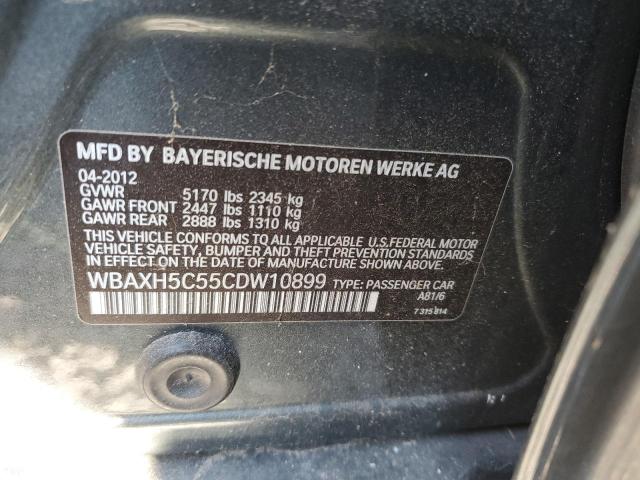 MFD BY BAYERISCHE MOTOREN WERKE AG
04-2012
GVWR 5170 lbs 2345 kg
GAWR FRONT 2447 lbs 1110 kg
GAWR REAR 2888 lbs 1310 kg
THIS VEHICLE CONFORMS TO ALL APPLICABLE U.S.FEDERAL MOTOR
VEHICLE SAFETY, BUMPER AND THEFT PREVENTION STANDARDS
IN EFFECT ON THE DATE OF MANUFACTURE SHOWN ABOVE.
WBAXH5C55CDW10899 TYPE: PASSENGER CAR
A81/6
7 315 814